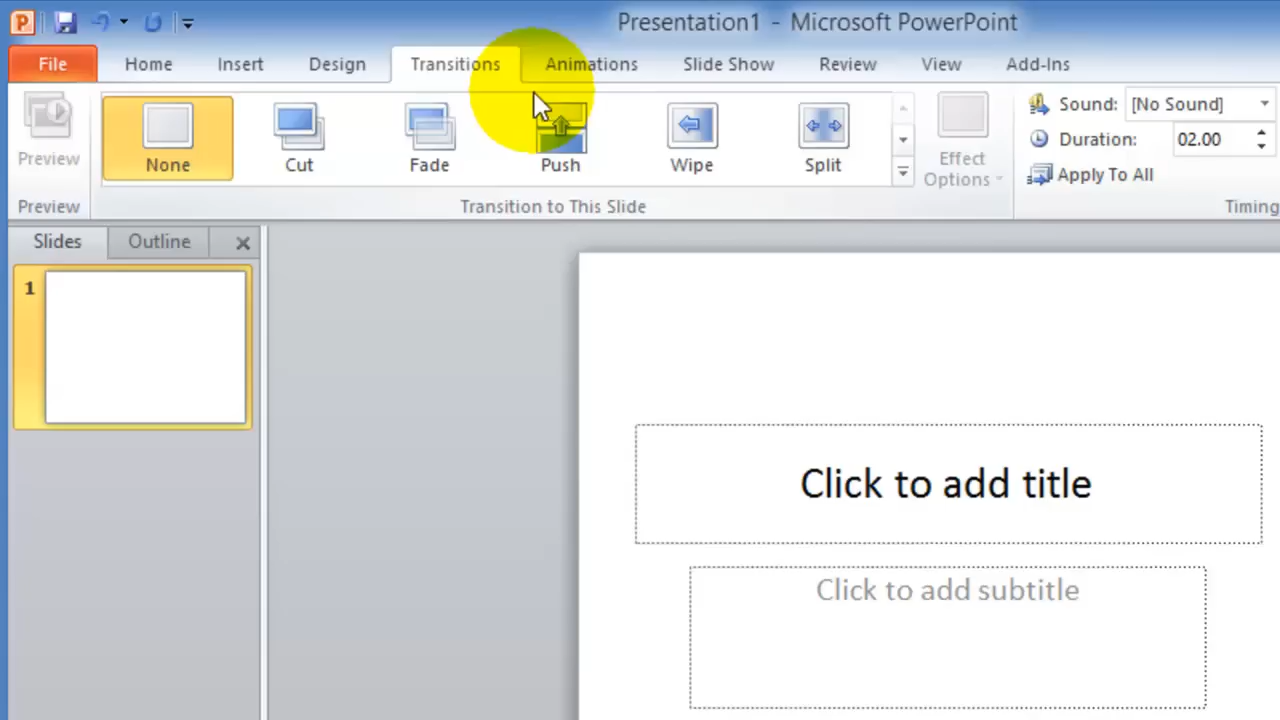 Presentation1 - Microsoft PowerPoint
File Home Insert Design Transitions Animations Slide Show Review View Add-Ins
Preview
None Cut Fade Push Wipe Split
Effect Options
Sound: [No Sound]
Duration: 02.00
Apply To All
Preview Transition to This Slide Timing
Slides Outline
1
Click to add title
Click to add subtitle